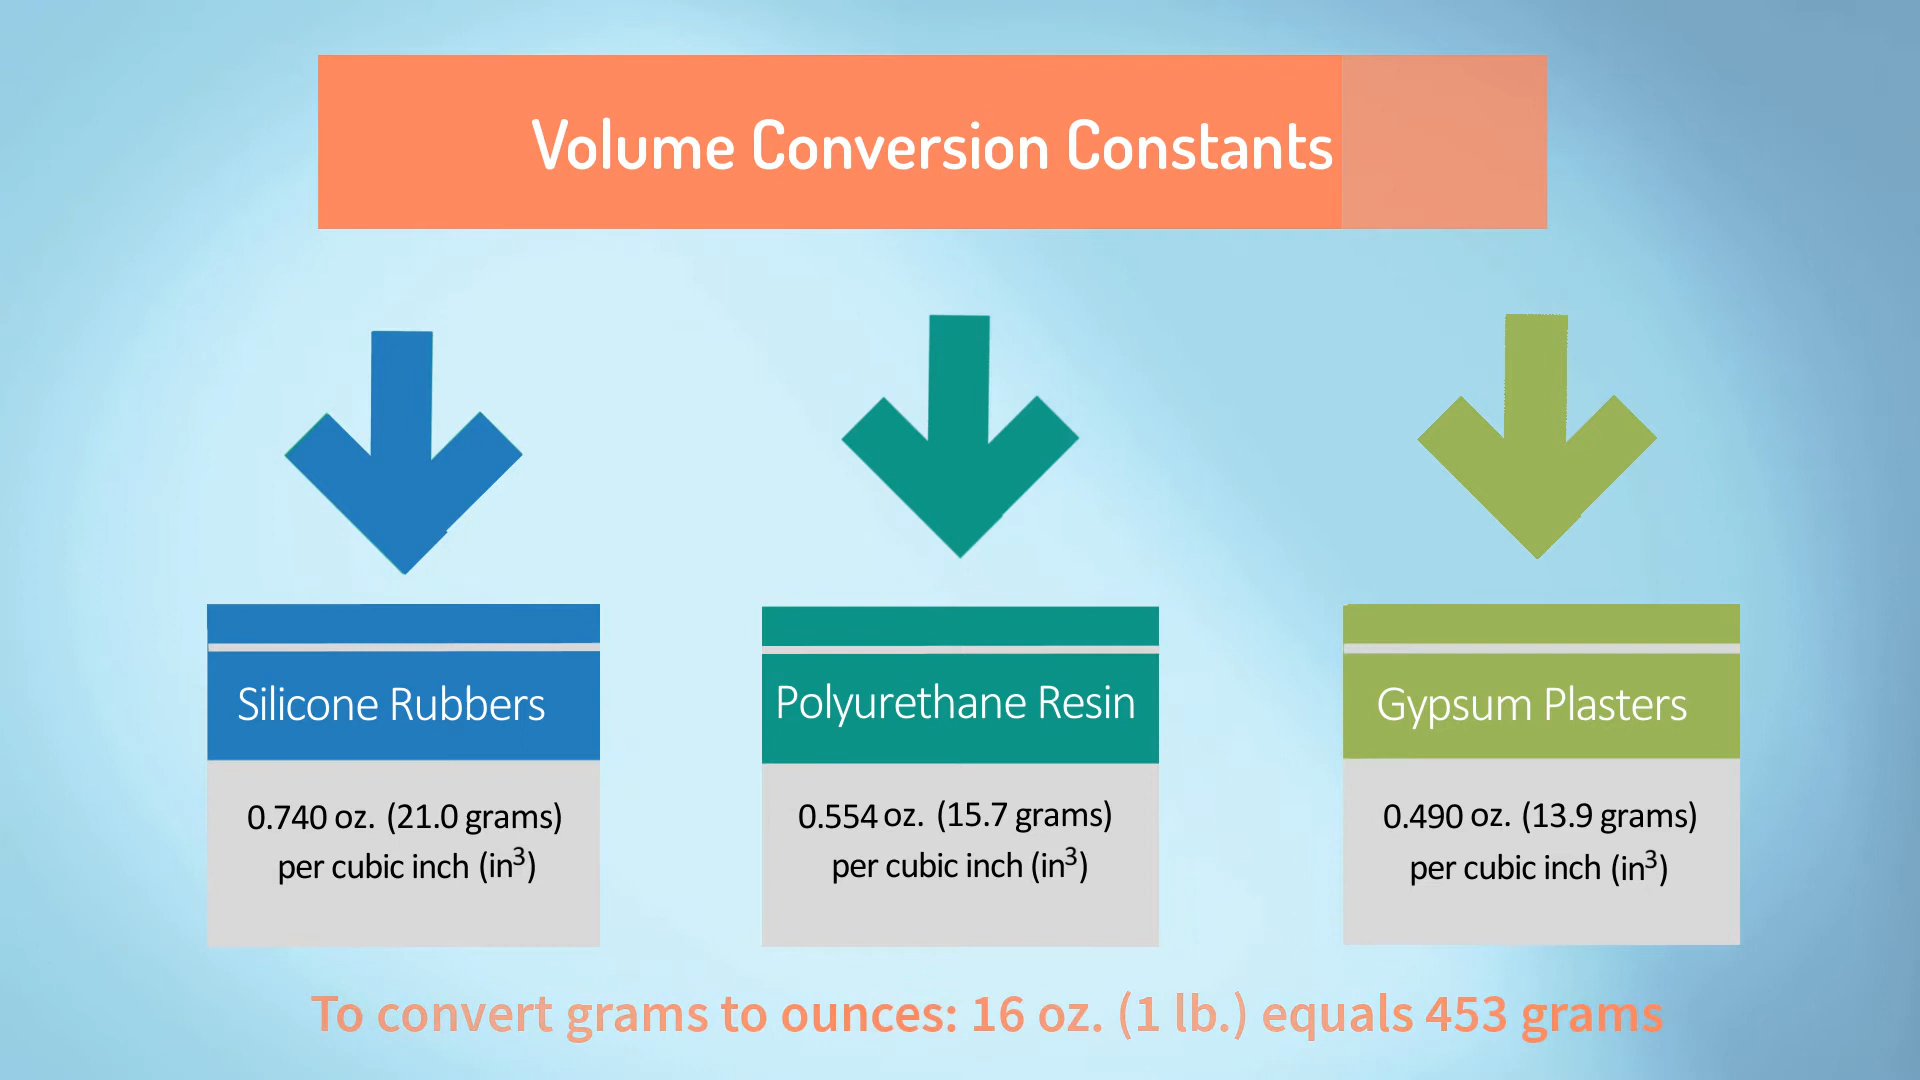 Volume Conversion Constants
Silicone Rubbers
0.740 oz. (21.0 grams)
per cubic inch (in³)
Polyurethane Resin
0.554 oz. (15.7 grams)
per cubic inch (in³)
Gypsum Plasters
0.490 oz. (13.9 grams)
per cubic inch (in³)
To convert grams to ounces: 16 oz. (1 lb.) equals 453 grams